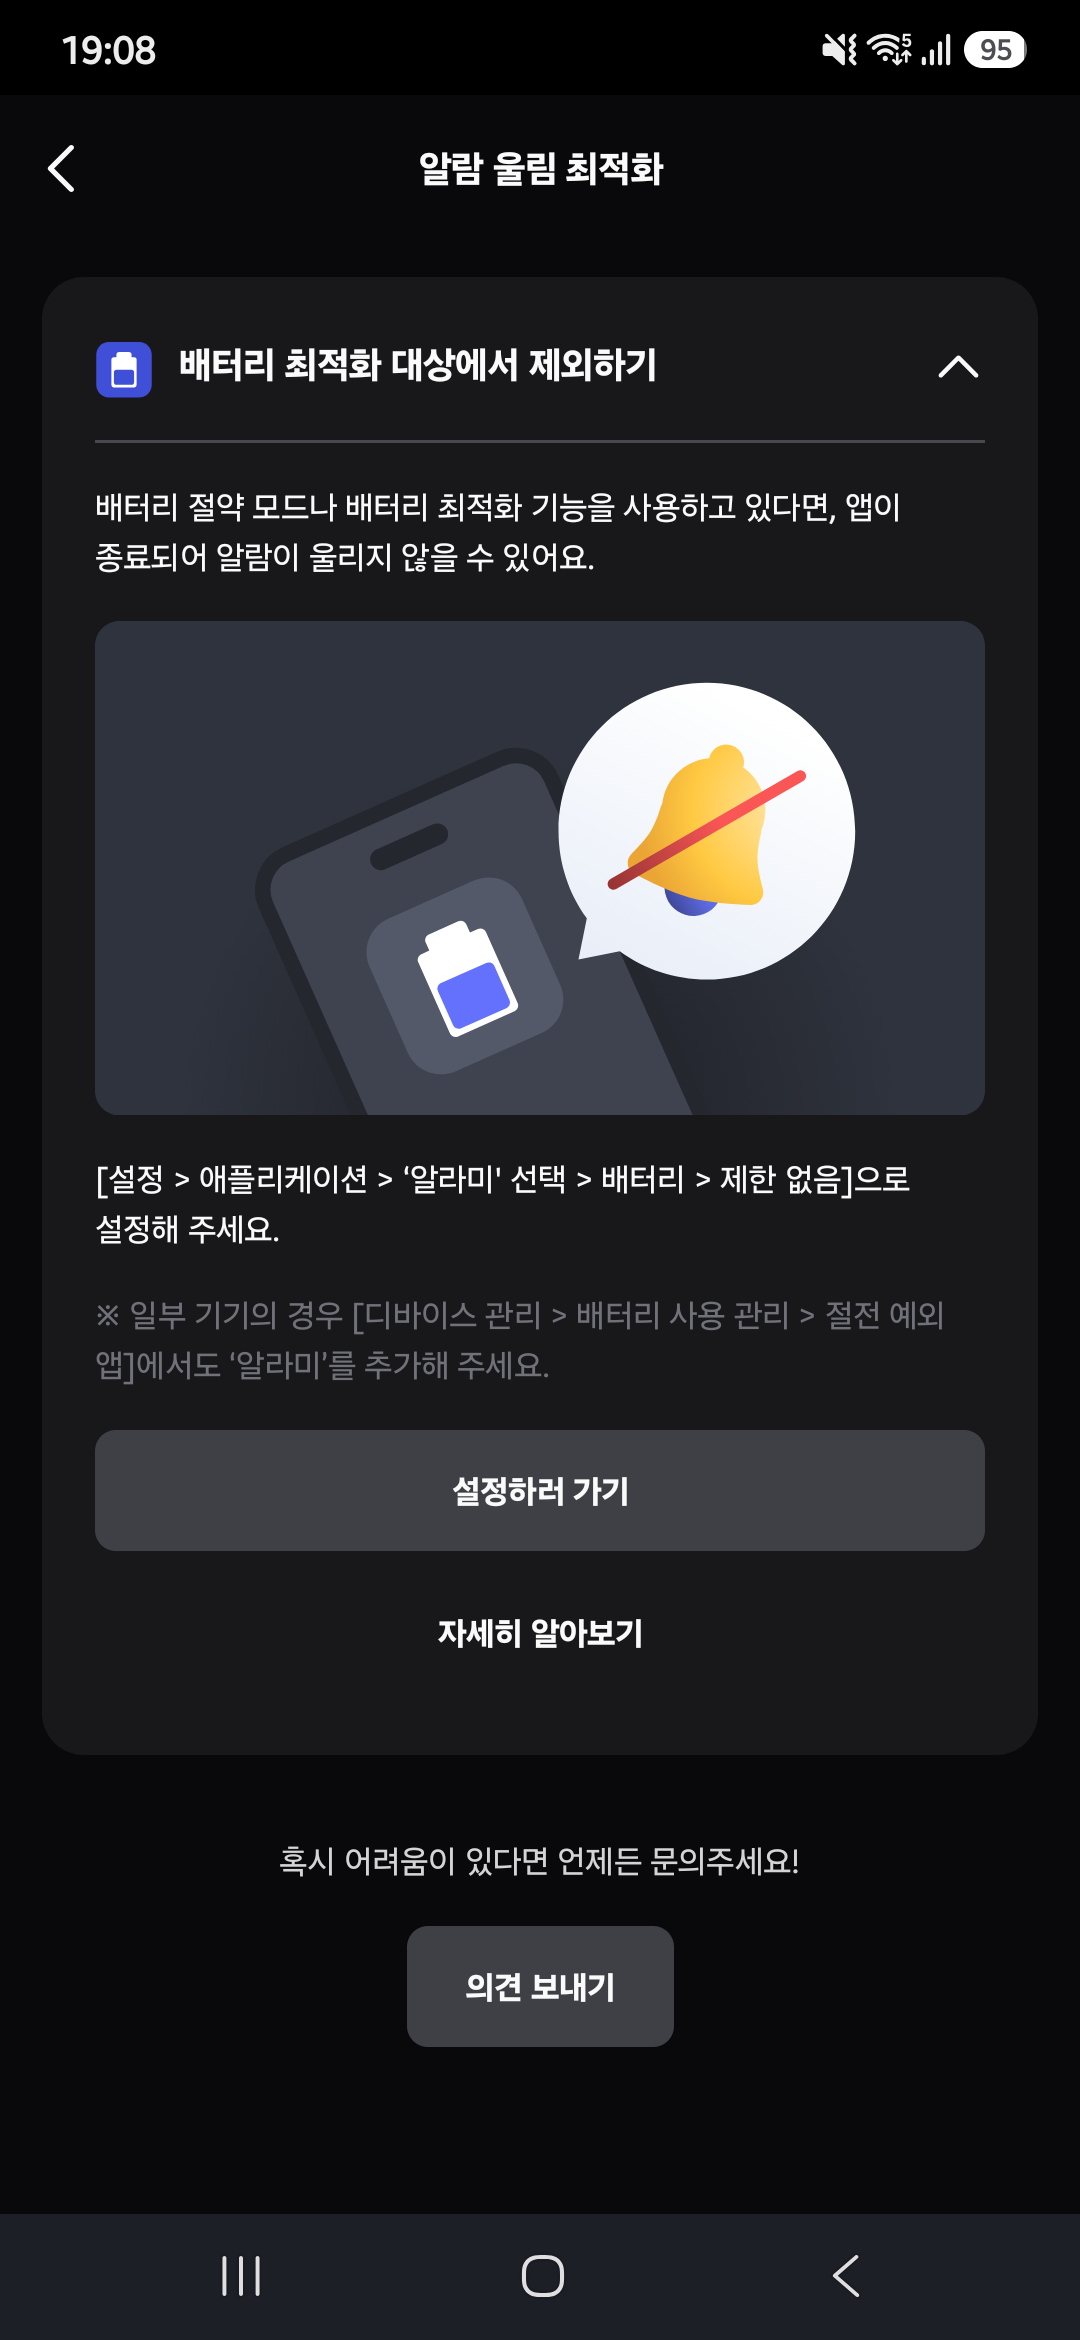 19:08
5
95
알람 울림 최적화
배터리 최적화 대상에서 제외하기
배터리 절약 모드나 배터리 최적화 기능을 사용하고 있다면, 앱이
종료되어 알람이 울리지 않을 수 있어요.
[설정 > 애플리케이션 > ‘알라미' 선택 > 배터리 > 제한 없음]으로
설정해 주세요.
※ 일부 기기의 경우 [디바이스 관리 > 배터리 사용 관리 > 절전 예외
앱]에서도 ‘알라미’를 추가해 주세요.
설정하러 가기
자세히 알아보기
혹시 어려움이 있다면 언제든 문의주세요!
의견 보내기